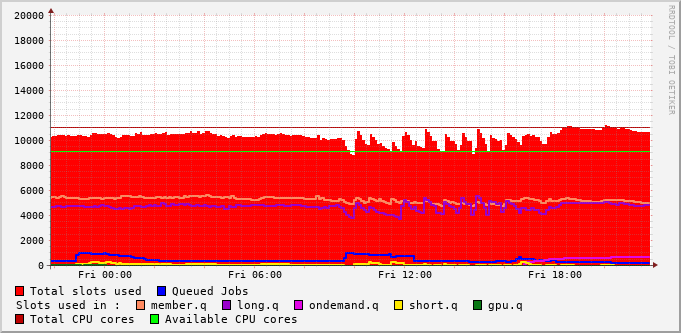 20000
18000
16000
14000
12000
10000
8000
6000
4000
2000
0
Fri 00:00 Fri 06:00 Fri 12:00 Fri 18:00
RRDTOOL / TOBI OETIKER
Total slots used Queued Jobs
Slots used in : member.q long.q ondemand.q short.q gpu.q
Total CPU cores Available CPU cores